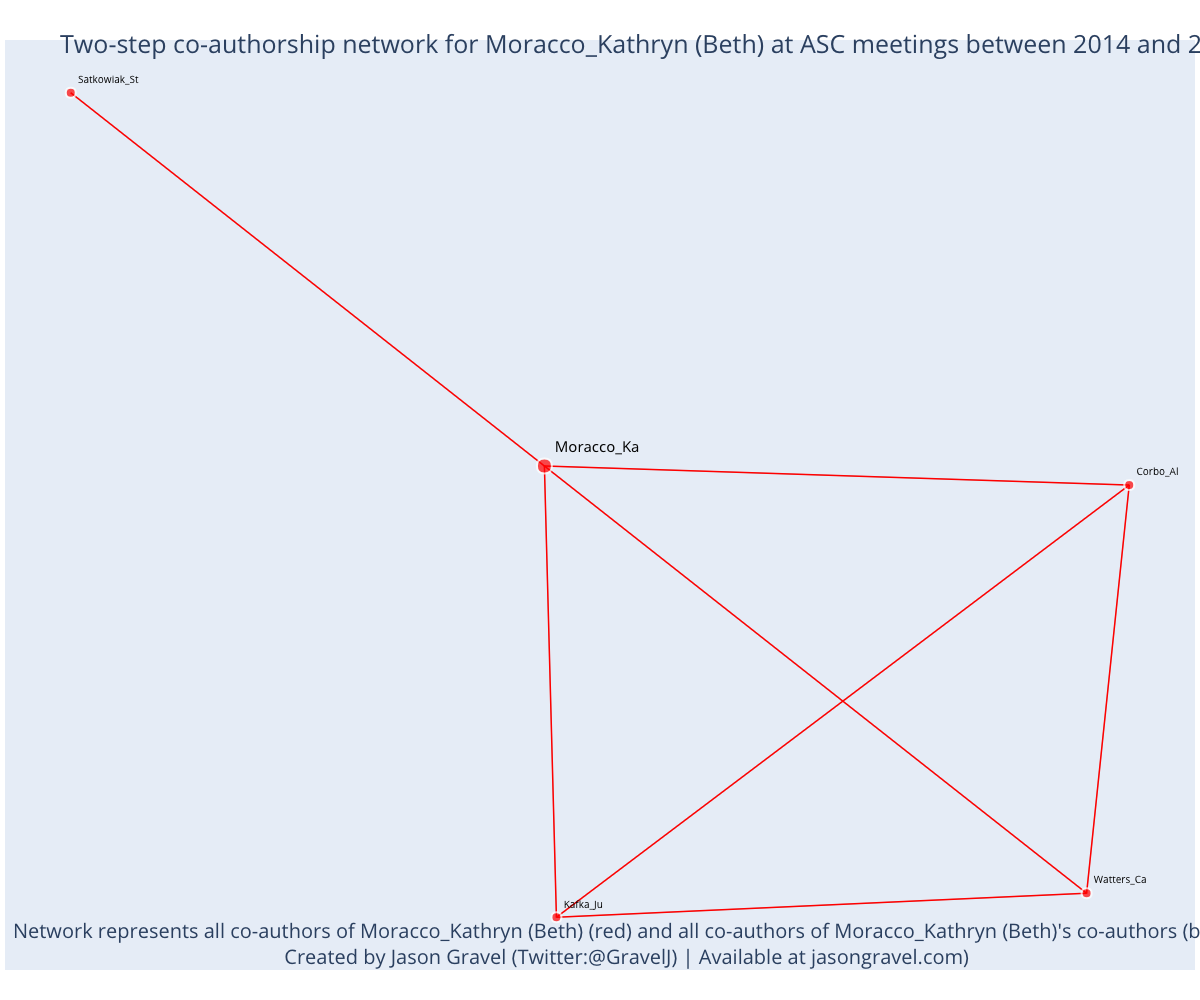 Two-step co-authorship network for Moracco_Kathryn (Beth) at ASC meetings between 2014 and 2
Satkowiak_St
Moracco_Ka
Corbo_Al
Watters_Ca
Kafka_Ju
Network represents all co-authors of Moracco_Kathryn (Beth) (red) and all co-authors of Moracco_Kathryn (Beth)'s co-authors (b
Created by Jason Gravel (Twitter:@GravelJ) | Available at jasongravel.com)